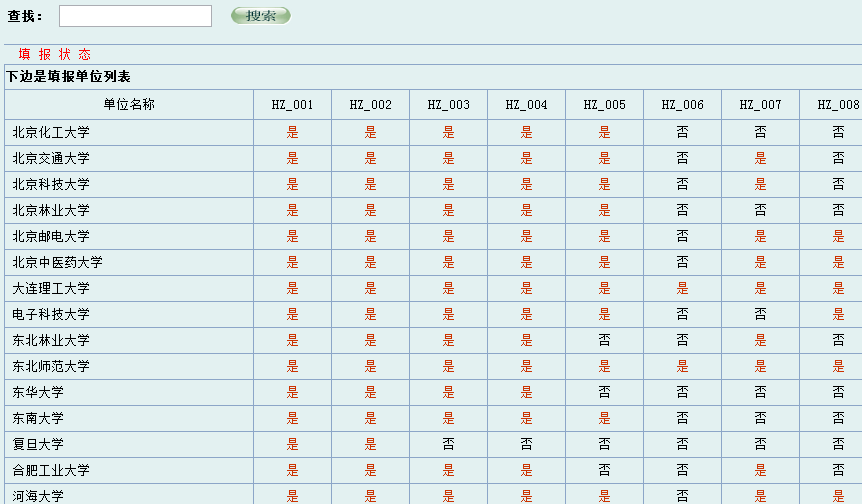 查找： 搜索
填 报 状 态
下边是填报单位列表
单位名称 HZ_001 HZ_002 HZ_003 HZ_004 HZ_005 HZ_006 HZ_007 HZ_008
北京化工大学 是 是 是 是 是 否 否 否
北京交通大学 是 是 是 是 是 否 是 否
北京科技大学 是 是 是 是 是 否 是 否
北京林业大学 是 是 是 是 是 否 否 否
北京邮电大学 是 是 是 是 是 否 是 是
北京中医药大学 是 是 是 是 是 否 是 是
大连理工大学 是 是 是 是 是 是 是 是
电子科技大学 是 是 是 是 是 否 否 是
东北林业大学 是 是 是 是 否 否 是 否
东北师范大学 是 是 是 是 是 是 是 是
东华大学 是 是 是 是 否 否 否 否
东南大学 是 是 是 是 是 否 否 否
复旦大学 是 是 否 否 否 否 否 否
合肥工业大学 是 是 是 是 否 否 是 否
河海大学 是 是 是 是 是 否 是 是